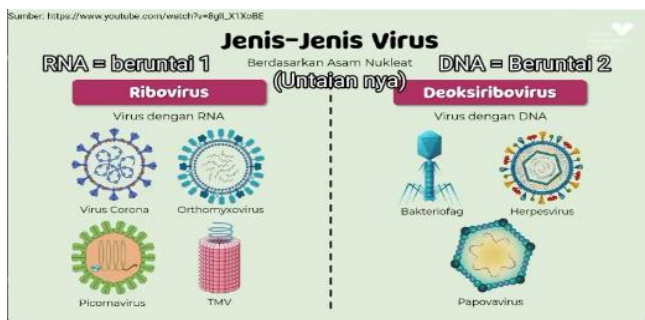 Sumber: https://www.youtube.com/watch?v=8gll_X1XoBE
Jenis-Jenis Virus
RNA = beruntai 1
Berdasarkan Asam Nukleat
DNA = Beruntai 2
(Untaian nya)
Ribovirus
Deoksiribovirus
Virus dengan RNA
Virus dengan DNA
Virus Corona
Orthomyxovirus
Bakteriofag
Herpesvirus
Picornavirus
TMV
Papovavirus